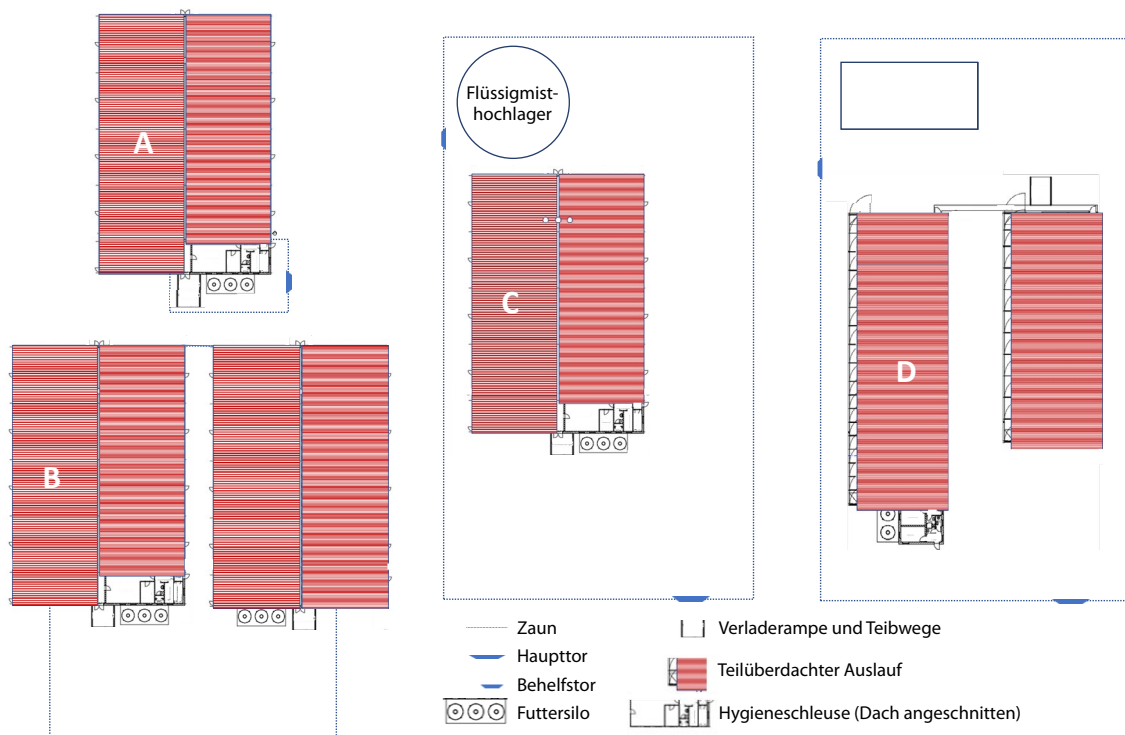 A
B
Flüssigmist-
hochlager
C
D
Zaun
Haupttor
Behelfstor
Futtersilo
Verladerampe und Teibwege
Teilüberdachter Auslauf
Hygieneschleuse (Dach angeschnitten)